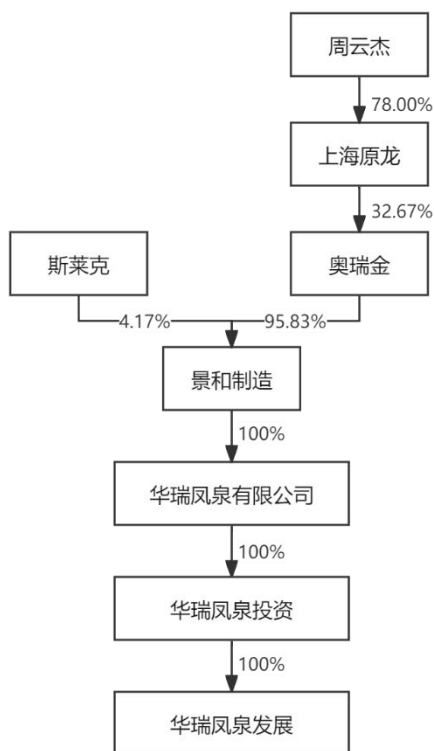 周云杰
78.00%
上海原龙
32.67%
斯莱克
奥瑞金
4.17%
95.83%
景和制造
100%
华瑞凤泉有限公司
100%
华瑞凤泉投资
100%
华瑞凤泉发展